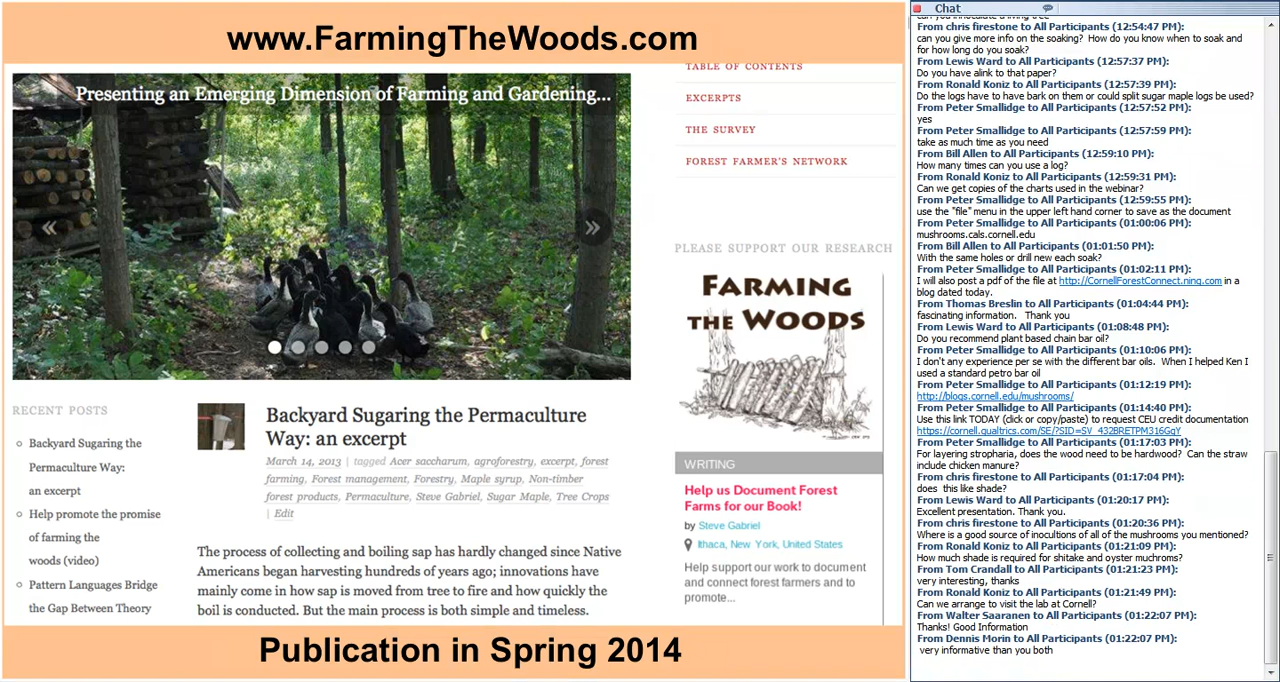 www.FarmingTheWoods.com
Presenting an Emerging Dimension of Farming and Gardening...
TABLE OF CONTENTS
EXCERPTS
THE SURVEY
FOREST FARMER'S NETWORK
PLEASE SUPPORT OUR RESEARCH
FARMING
THE WOODS
RECENT POSTS
Backyard Sugaring the
Permaculture Way:
an excerpt
Help promote the promise
of farming the
woods (video)
Pattern Languages Bridge
the Gap Between Theory
Backyard Sugaring the Permaculture
Way: an excerpt
March 14, 2013 | tagged Acer saccharum, agroforestry, excerpt, forest
farming, Forest management, Forestry, Maple syrup, Non-timber
forest products, Permaculture, Steve Gabriel, Sugar Maple, Tree Crops
| Edit
The process of collecting and boiling sap has hardly changed since Native
Americans began harvesting hundreds of years ago; innovations have
mainly come in how sap is moved from tree to fire and how quickly the
boil is conducted. But the main process is both simple and timeless.
WRITING
Help us Document Forest
Farms for our Book!
by Steve Gabriel
Ithaca, New York, United States
Help support our work to document
and connect forest farmers and to
promote...
Publication in Spring 2014
Chat
can you inoculate a living tree
From chris firestone to All Participants (12:54:47 PM):
can you give more info on the soaking? How do you know when to soak and
for how long do you soak?
From Lewis Ward to All Participants (12:57:37 PM):
Do you have alink to that paper?
From Ronald Koniz to All Participants (12:57:39 PM):
Do the logs have to have bark on them or could split sugar maple logs be used?
From Peter Smallidge to All Participants (12:57:52 PM):
yes
From Peter Smallidge to All Participants (12:57:59 PM):
take as much time as you need
From Bill Allen to All Participants (12:59:10 PM):
How many times can you use a log?
From Ronald Koniz to All Participants (12:59:31 PM):
Can we get copies of the charts used in the webinar?
From Peter Smallidge to All Participants (12:59:55 PM):
use the "file" menu in the upper left hand corner to save as the document
From Peter Smallidge to All Participants (01:00:06 PM):
mushrooms.cals.cornell.edu
From Bill Allen to All Participants (01:01:50 PM):
With the same holes or drill new each soak?
From Peter Smallidge to All Participants (01:02:11 PM):
I will also post a pdf of the file at http://CornellForestConnect.ning.com in a
blog dated today.
From Thomas Breslin to All Participants (01:04:44 PM):
fascinating information. Thank you
From Lewis Ward to All Participants (01:08:48 PM):
Do you recommend plant based chain bar oil?
From Peter Smallidge to All Participants (01:10:06 PM):
I don't any experience per se with the different bar oils. When I helped Ken I
used a standard petro bar oil
From Peter Smallidge to All Participants (01:12:19 PM):
http://blogs.cornell.edu/mushrooms/
From Peter Smallidge to All Participants (01:14:40 PM):
Use this link TODAY (click or copy/paste) to request CEU credit documentation
https://cornell.qualtrics.com/SE/?SID=SV_432BRETPM316GgY
From Peter Smallidge to All Participants (01:17:03 PM):
For layering stropharia, does the wood need to be hardwood? Can the straw
include chicken manure?
From chris firestone to All Participants (01:17:04 PM):
does this like shade?
From Lewis Ward to All Participants (01:20:17 PM):
Excellent presentation. Thank you.
From chris firestone to All Participants (01:20:36 PM):
Where is a good source of inocultions of all of the mushrooms you mentioned?
From Ronald Koniz to All Participants (01:21:09 PM):
How much shade is required for shitake and oyster muchroms?
From Tom Crandall to All Participants (01:21:23 PM):
very interesting, thanks
From Ronald Koniz to All Participants (01:21:49 PM):
Can we arrange to visit the lab at Cornell?
From Walter Saaranen to All Participants (01:22:07 PM):
Thanks! Good Information
From Dennis Morin to All Participants (01:22:07 PM):
very informative than you both